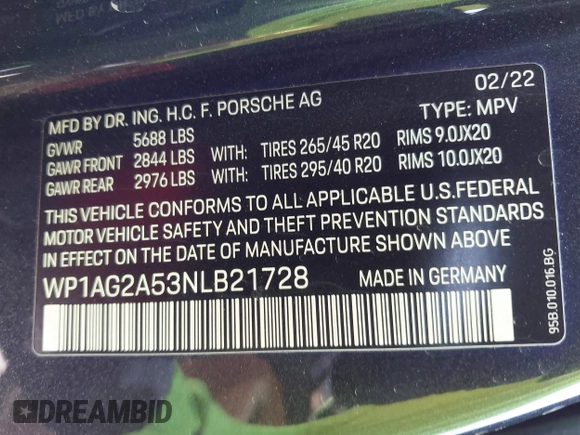 02/22
MFD BY DR. ING. H.C. F. PORSCHE AG
TYPE: MPV
GVWR 5688 LBS
GAWR FRONT 2844 LBS WITH: TIRES 265/45 R20 RIMS 9.0JX20
GAWR REAR 2976 LBS WITH: TIRES 295/40 R20 RIMS 10.0JX20
THIS VEHICLE CONFORMS TO ALL APPLICABLE U.S.FEDERAL
MOTOR VEHICLE SAFETY AND THEFT PREVENTION STANDARDS
IN EFFECT ON THE DATE OF MANUFACTURE SHOWN ABOVE
WP1AG2A53NLB21728 MADE IN GERMANY
95B.010.016.BG
DREAMBID